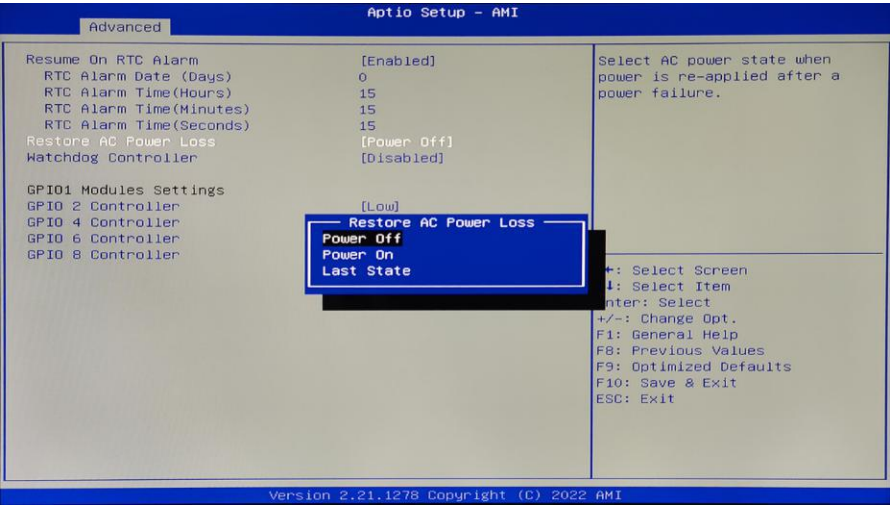 Aptio Setup - AMI
Advanced
Resume On RTC Alarm [Enabled]
RTC Alarm Date (Days) 0
RTC Alarm Time(Hours) 15
RTC Alarm Time(Minutes) 15
RTC Alarm Time(Seconds) 15
Restore AC Power Loss [Power Off]
Watchdog Controller [Disabled]
GPIO1 Modules Settings
GPIO 2 Controller [Low]
GPIO 4 Controller
GPIO 6 Controller
GPIO 8 Controller
Restore AC Power Loss
Power Off
Power On
Last State
Select AC power state when
power is re-applied after a
power failure.
: Select Screen
: Select Item
nter: Select
+/-: Change Opt.
F1: General Help
F8: Previous Values
F9: Optimized Defaults
F10: Save & Exit
ESC: Exit
Version 2.21.1278 Copyright (C) 2022 AMI